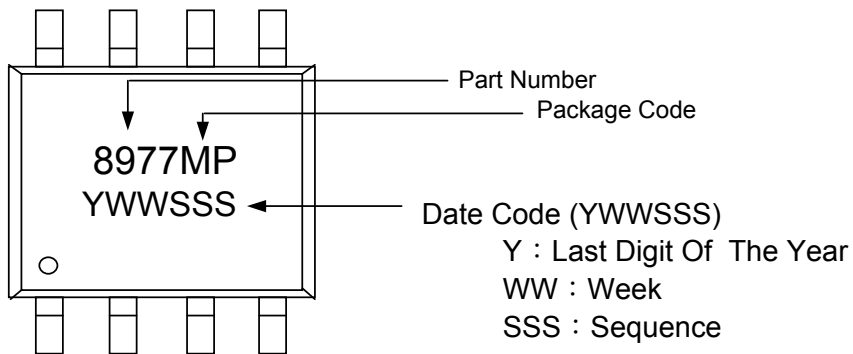 Part Number
Package Code
8977MP
YWWSSS
Date Code (YWWSSS)
Y：Last Digit Of The Year
WW：Week
SSS：Sequence